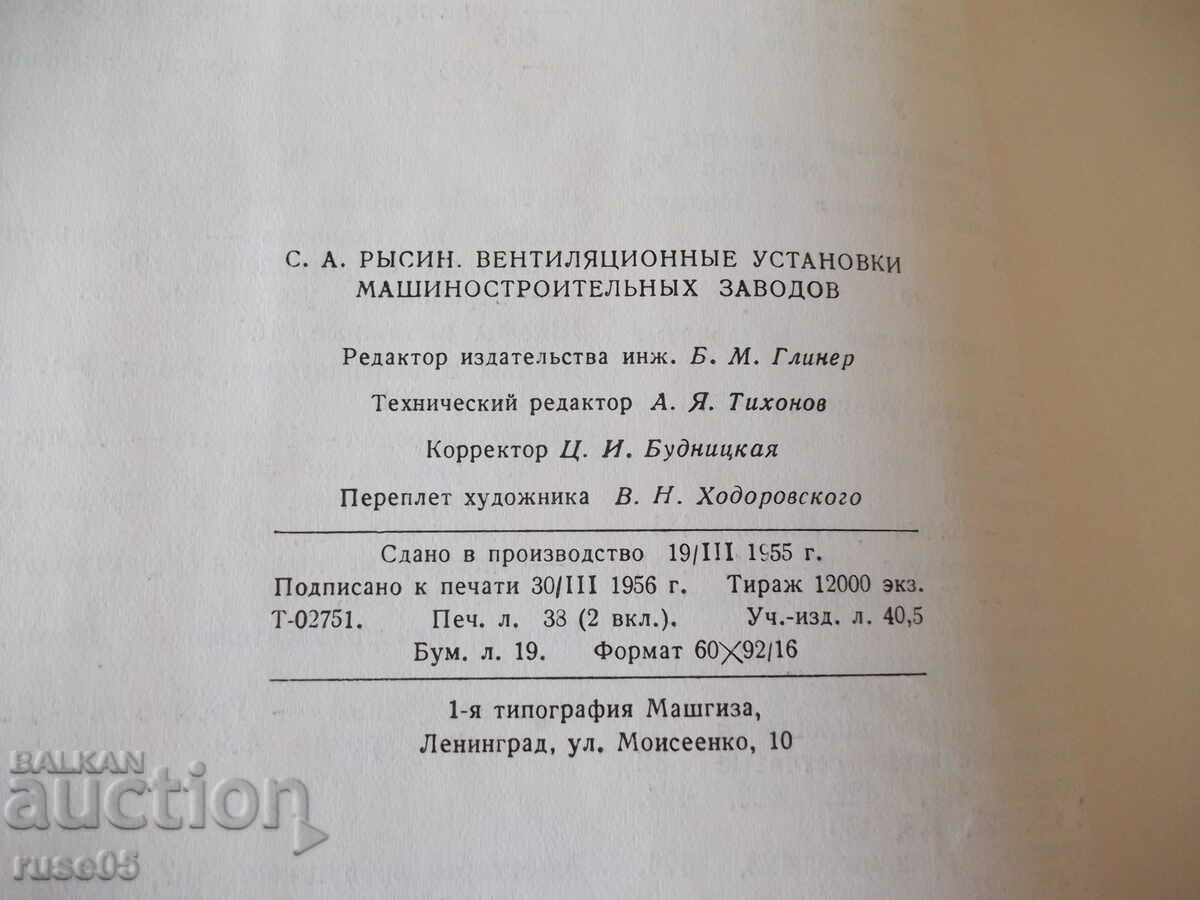 С. А. РЫСИН. ВЕНТИЛЯЦИОННЫЕ УСТАНОВКИ
МАШИНОСТРОИТЕЛЬНЫХ ЗАВОДОВ
Редактор издательства инж. Б. М. Глинер
Технический редактор А. Я. Тихонов
Корректор Ц. И. Будницкая
Переплет художника В. Н. Ходоровского
Сдано в производство 19/III 1955 г.
Подписано к печати 30/III 1956 г. Тираж 12000 экз.
Т-02751. Печ. л. 38 (2 вкл.). Уч.-изд. л. 40,5
Бум. л. 19. Формат 60×92/16
1-я типография Машгиза,
Ленинград, ул. Моисеенко, 10
BALKAN
auction
ruse05